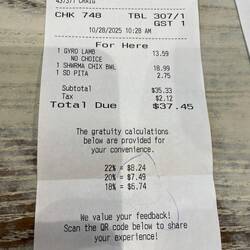 CHK 748 TBL 307/1
GST 1
10/28/2025 10:28 AM
For Here
1 GYRO LAMB 13.59
NO CHOICE
1 SHWRMA CHIX BWL 18.99
1 SD PITA 2.75
Subtotal $35.33
Tax $2.12
Total Due $37.45
The gratuity calculations
below are provided for
your convenience.
22% = $8.24
20% = $7.49
18% = $6.74
We value your feedback!
Scan the QR code below to share
your experience!